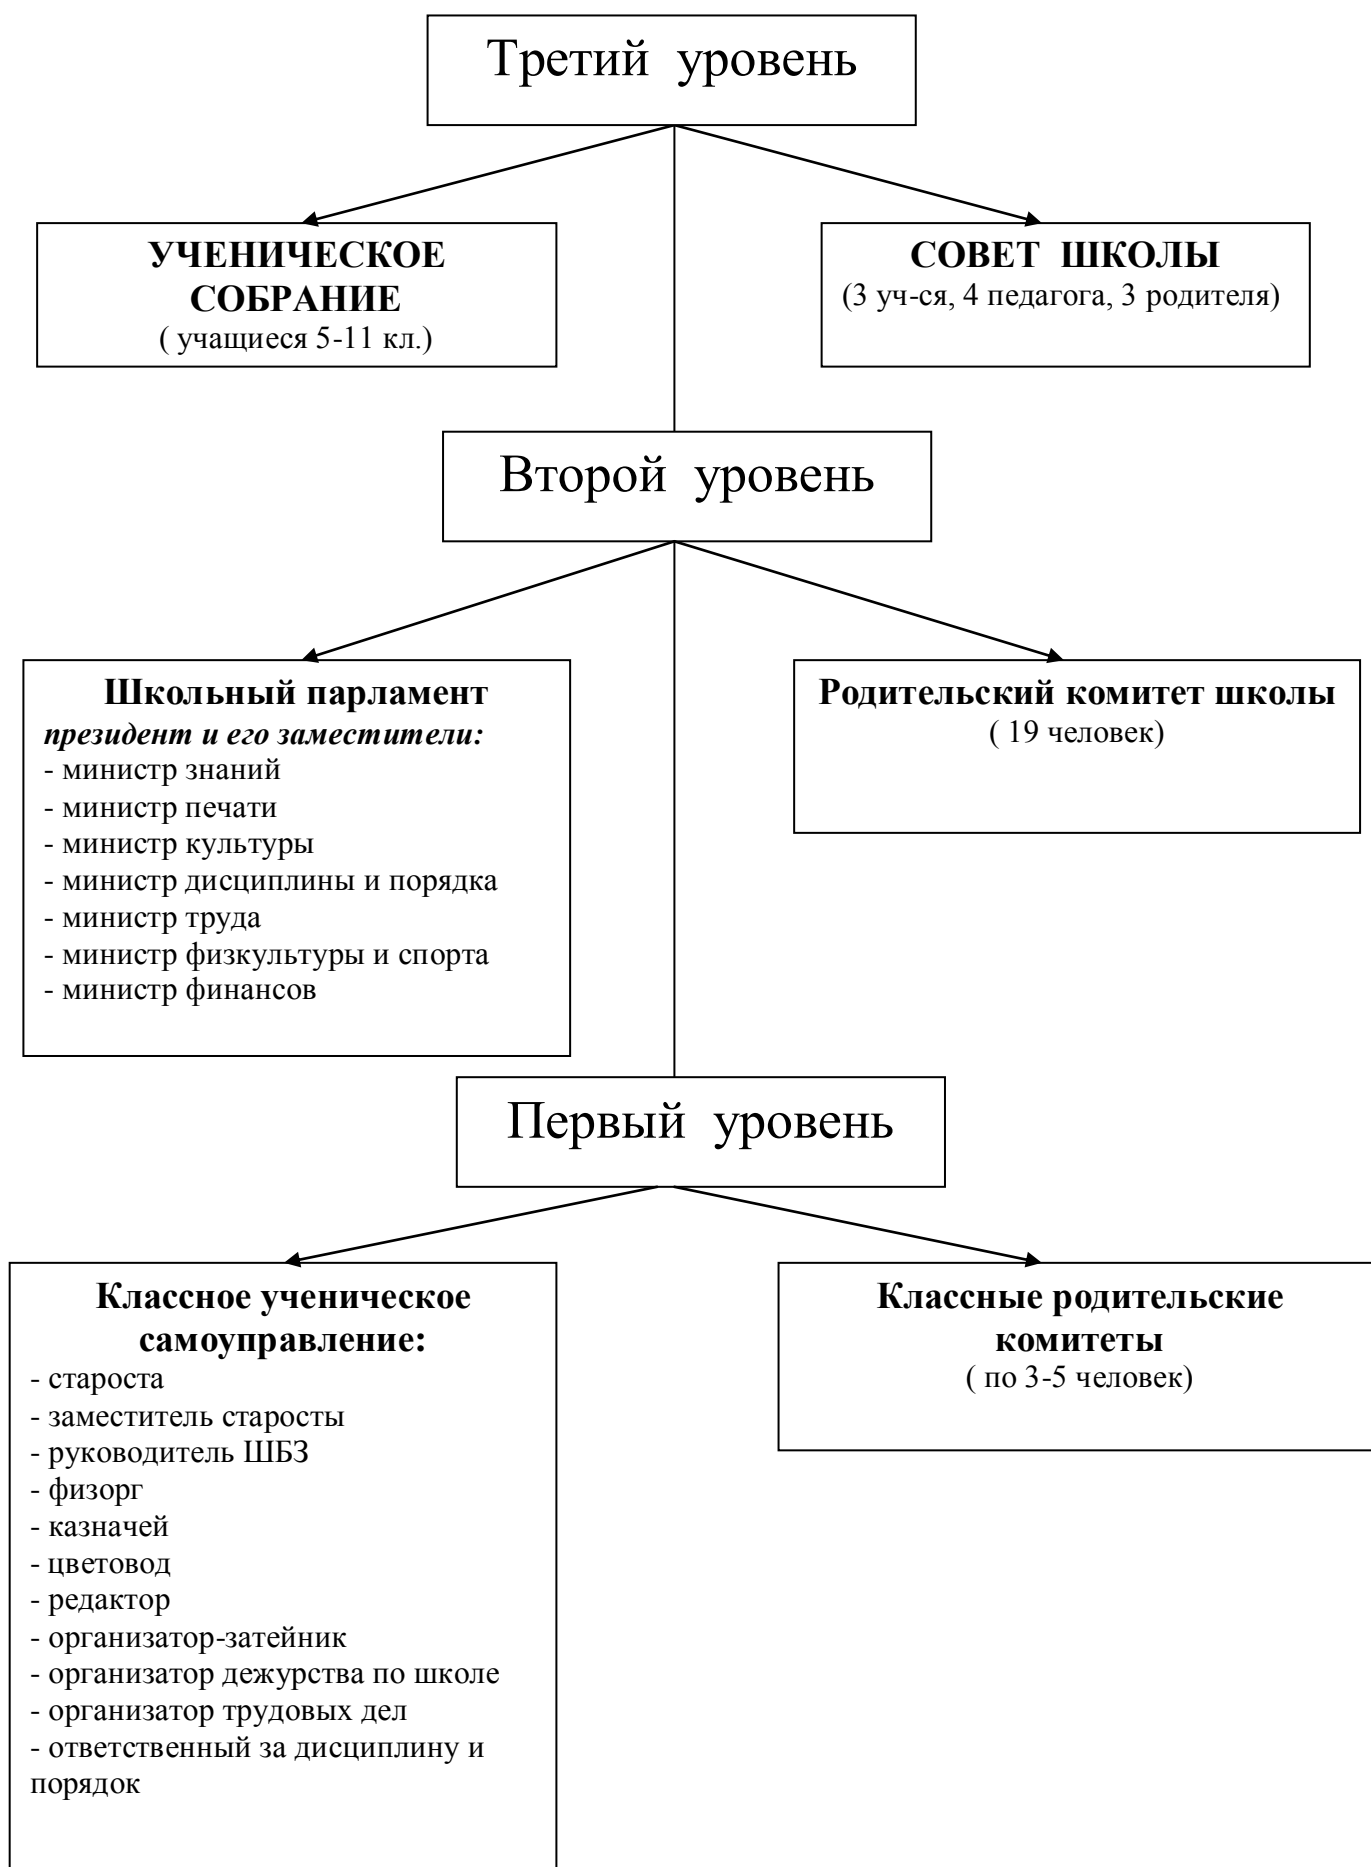 Третий уровень
УЧЕНИЧЕСКОЕ
СОБРАНИЕ
( учащиеся 5-11 кл.)
СОВЕТ ШКОЛЫ
(3 уч-ся, 4 педагога, 3 родителя)
Второй уровень
Школьный парламент
президент и его заместители:
- министр знаний
- министр печати
- министр культуры
- министр дисциплины и порядка
- министр труда
- министр физкультуры и спорта
- министр финансов
Родительский комитет школы
( 19 человек)
Первый уровень
Классное ученическое
самоуправление:
- староста
- заместитель старосты
- руководитель ШБЗ
- физорг
- казначей
- цветовод
- редактор
- организатор-затейник
- организатор дежурства по школе
- организатор трудовых дел
- ответственный за дисциплину и
порядок
Классные родительские
комитеты
( по 3-5 человек)